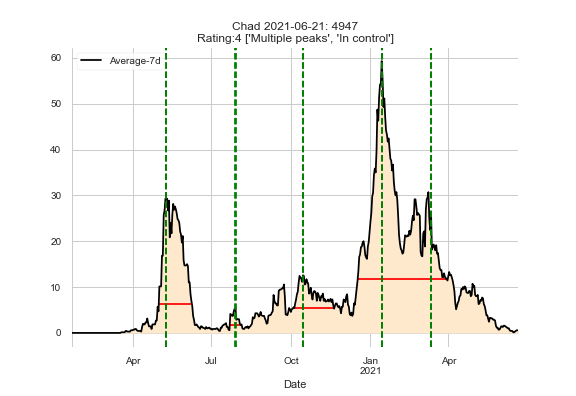 Chad 2021-06-21: 4947
Rating:4 ['Multiple peaks', 'In control']
Average-7d
60
50
40
30
20
10
0
Apr
Jul
Oct
Jan
2021
Apr
Date